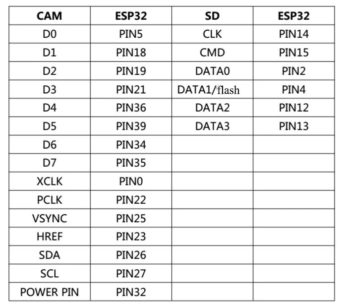 CAM ESP32 SD ESP32
D0 PIN5 CLK PIN14
D1 PIN18 CMD PIN15
D2 PIN19 DATA0 PIN2
D3 PIN21 DATA1/flash PIN4
D4 PIN36 DATA2 PIN12
D5 PIN39 DATA3 PIN13
D6 PIN34
D7 PIN35
XCLK PIN0
PCLK PIN22
VSYNC PIN25
HREF PIN23
SDA PIN26
SCL PIN27
POWER PIN PIN32